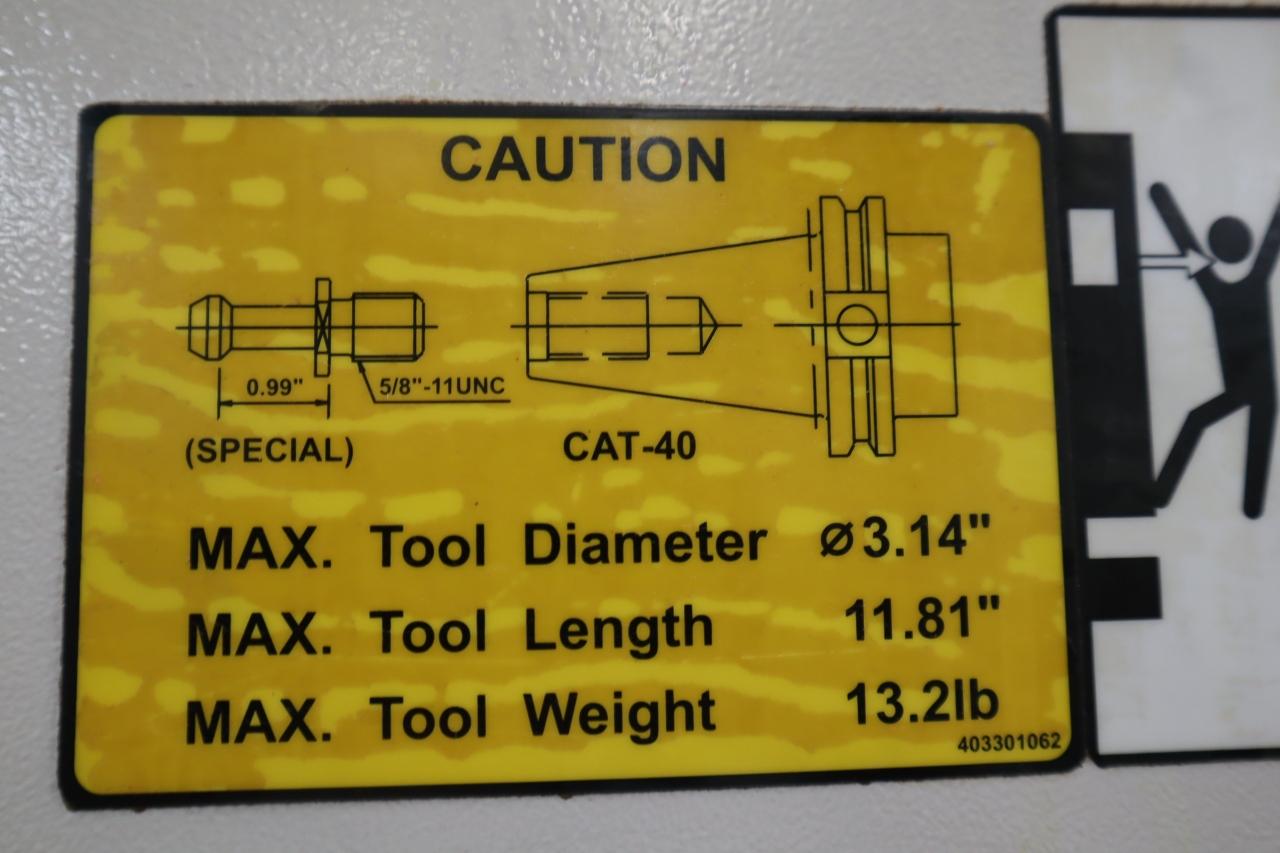 CAUTION
0.99" 5/8"-11UNC
(SPECIAL) CAT-40
MAX. Tool Diameter ⌀3.14"
MAX. Tool Length 11.81"
MAX. Tool Weight 13.2lb
403301062